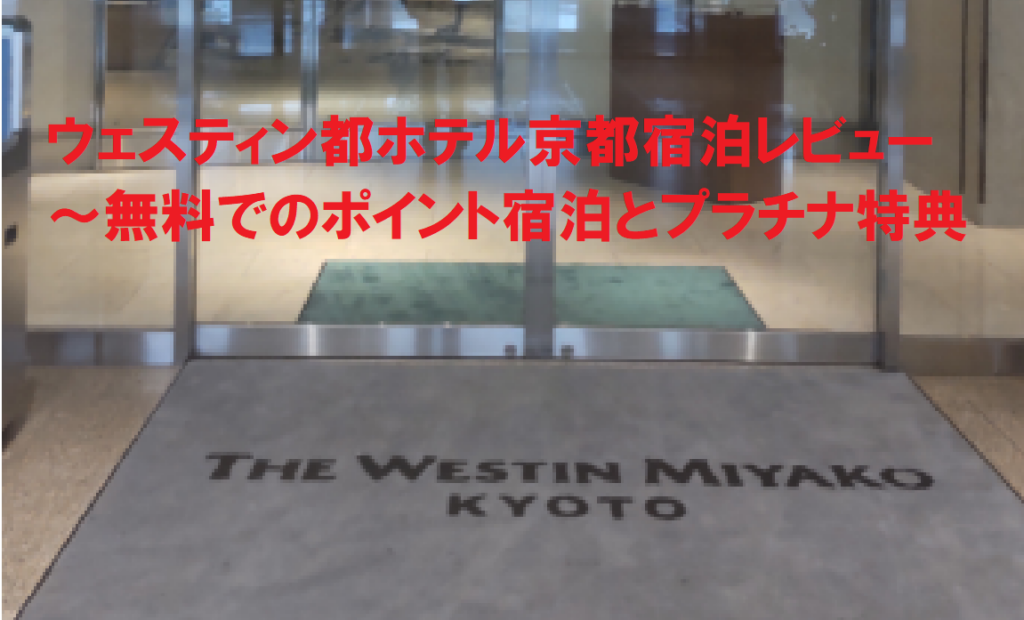 ウェスティン都ホテル京都宿泊レビュー
～無料でのポイント宿泊とプラチナ特典
THE WESTIN MIYAKO
KYOTO